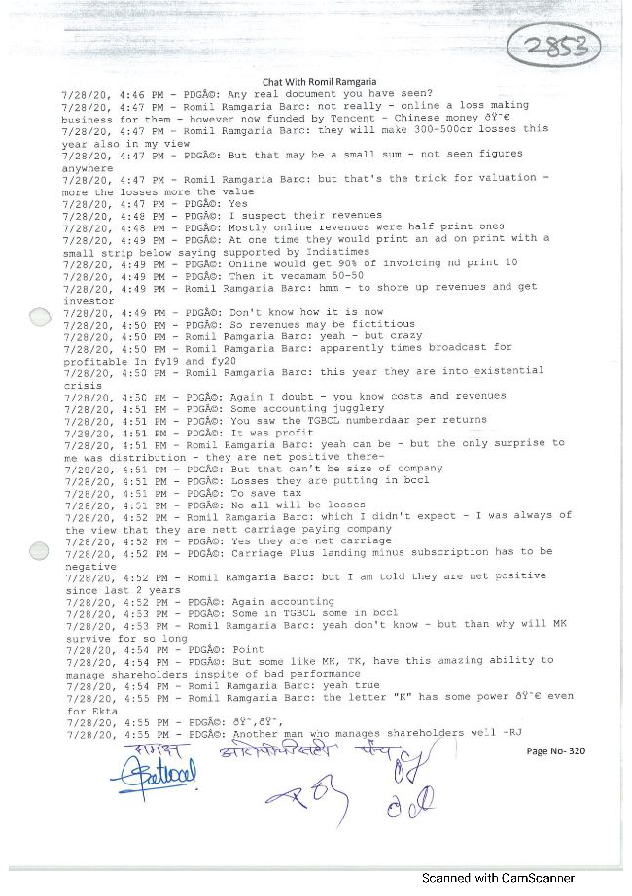 2853
Chat With Romil Ramgaria
7/28/20, 4:46 PM - PDGÃ©: Any real document you have seen?
7/28/20, 4:47 PM - Romil Ramgaria Barc: not really - online a loss making
business for them - however now funded by Tencent - Chinese money ðŸ˜€
7/28/20, 4:47 PM - Romil Ramgaria Barc: they will make 300-500cr losses this
year also in my view
7/28/20, 4:47 PM - PDGÃ©: But that may be a small sum - not seen figures
anywhere
7/28/20, 4:47 PM - Romil Ramgaria Barc: but that's the trick for valuation -
more the losses more the value
7/28/20, 4:47 PM - PDGÃ©: Yes
7/28/20, 4:48 PM - PDGÃ©: I suspect their revenues
7/28/20, 4:48 PM - PDGÃ©: Mostly online revenues were half print ones
7/28/20, 4:49 PM - PDGÃ©: At one time they would print an ad on print with a
small strip below saying supported by Indiatimes
7/28/20, 4:49 PM - PDGÃ©: Online would get 90% of invoicing nd print 10
7/28/20, 4:49 PM - PDGÃ©: Then it vecamam 50-50
7/28/20, 4:49 PM - Romil Ramgaria Barc: hmm - to shore up revenues and get
investor
7/28/20, 4:49 PM - PDGÃ©: Don't know how it is now
7/28/20, 4:50 PM - PDGÃ©: So revenues may be fictitious
7/28/20, 4:50 PM - Romil Ramgaria Barc: yeah - but crazy
7/28/20, 4:50 PM - Romil Ramgaria Barc: apparently times broadcast for
profitable In fy19 and fy20
7/28/20, 4:50 PM - Romil Ramgaria Barc: this year they are into existential
crisis
7/28/20, 4:50 PM - PDGÃ©: Again I doubt - you know costs and revenues
7/28/20, 4:51 PM - PDGÃ©: Some accounting jugglery
7/28/20, 4:51 PM - PDGÃ©: You saw the TGBCL numberdaar per returns
7/28/20, 4:51 PM - PDGÃ©: It was profit
7/28/20, 4:51 PM - Romil Ramgaria Barc: yeah can be - but the only surprise to
me was distribution - they are net positive there-
7/28/20, 4:51 PM - PDGÃ©: But that can't be size of company
7/28/20, 4:51 PM - PDGÃ©: Losses they are putting in bccl
7/28/20, 4:51 PM - PDGÃ©: To save tax
7/28/20, 4:51 PM - PDGÃ©: No all will be losses
7/28/20, 4:52 PM - Romil Ramgaria Barc: which I didn't expect - I was always of
the view that they are nett carriage paying company
7/28/20, 4:52 PM - PDGÃ©: Yes they are net carriage
7/28/20, 4:52 PM - PDGÃ©: Carriage Plus landing minus subscription has to be
negative
7/28/20, 4:52 PM - Romil Ramgaria Barc: but I am told they are net positive
since last 2 years
7/28/20, 4:52 PM - PDGÃ©: Again accounting
7/28/20, 4:53 PM - PDGÃ©: Some in TGBCL some in bccl
7/28/20, 4:53 PM - Romil Ramgaria Barc: yeah don't know - but than why will MK
survive for so long
7/28/20, 4:54 PM - PDGÃ©: Point
7/28/20, 4:54 PM - PDGÃ©: But some like MK, TK, have this amazing ability to
manage shareholders inspite of bad performance
7/28/20, 4:54 PM - Romil Ramgaria Barc: yeah true
7/28/20, 4:55 PM - Romil Ramgaria Barc: the letter "K" has some power ðŸ˜€ even
for Ekta
7/28/20, 4:55 PM - PDGÃ©: ðŸ˜‚ðŸ˜‚
7/28/20, 4:55 PM - PDGÃ©: Another man who manages shareholders well -RJ
पंच
Page No- 320
Scanned with CamScanner